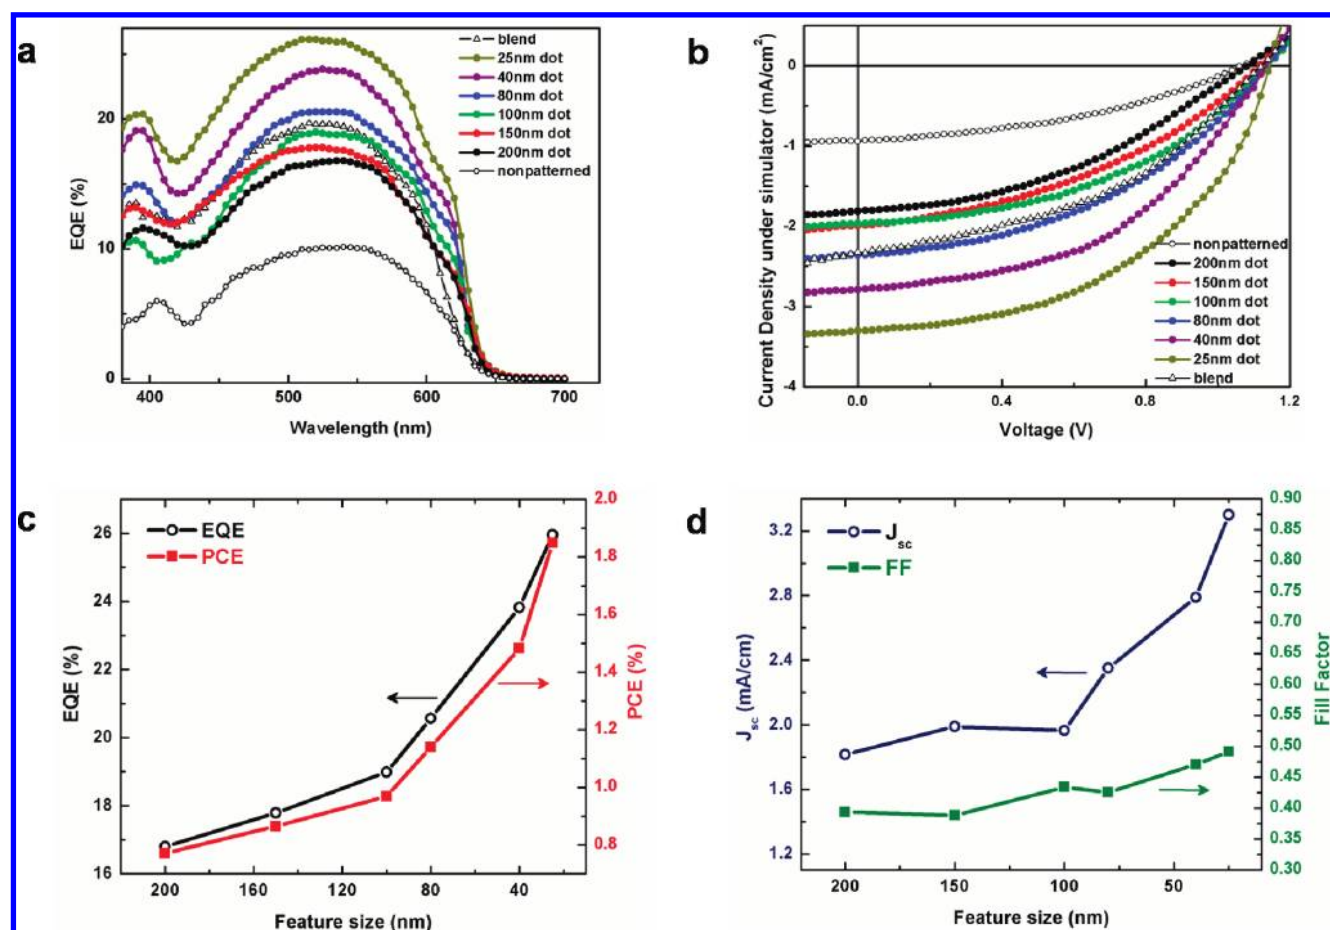 a
EQE (%)
20
10
0
400
500
600
700
Wavelength (nm)
blend
25nm dot
40nm dot
80nm dot
100nm dot
150nm dot
200nm dot
nonpatterned
b
Current Density under simulator (mA/cm²)
0
-1
-2
-3
-4
0.0
0.4
0.8
1.2
Voltage (V)
nonpatterned
200nm dot
150nm dot
100nm dot
80nm dot
40nm dot
25nm dot
blend
c
EQE (%)
26
24
22
20
18
16
EQE
PCE
2.0
1.8
1.6
1.4
1.2
1.0
0.8
PCE (%)
200
160
120
80
40
Feature size (nm)
d
Jsc (mA/cm)
3.2
2.8
2.4
2.0
1.6
1.2
Jsc
FF
0.90
0.85
0.80
0.75
0.70
0.65
0.60
0.55
0.50
0.45
0.40
0.35
0.30
Fill Factor
200
150
100
50
Feature size (nm)